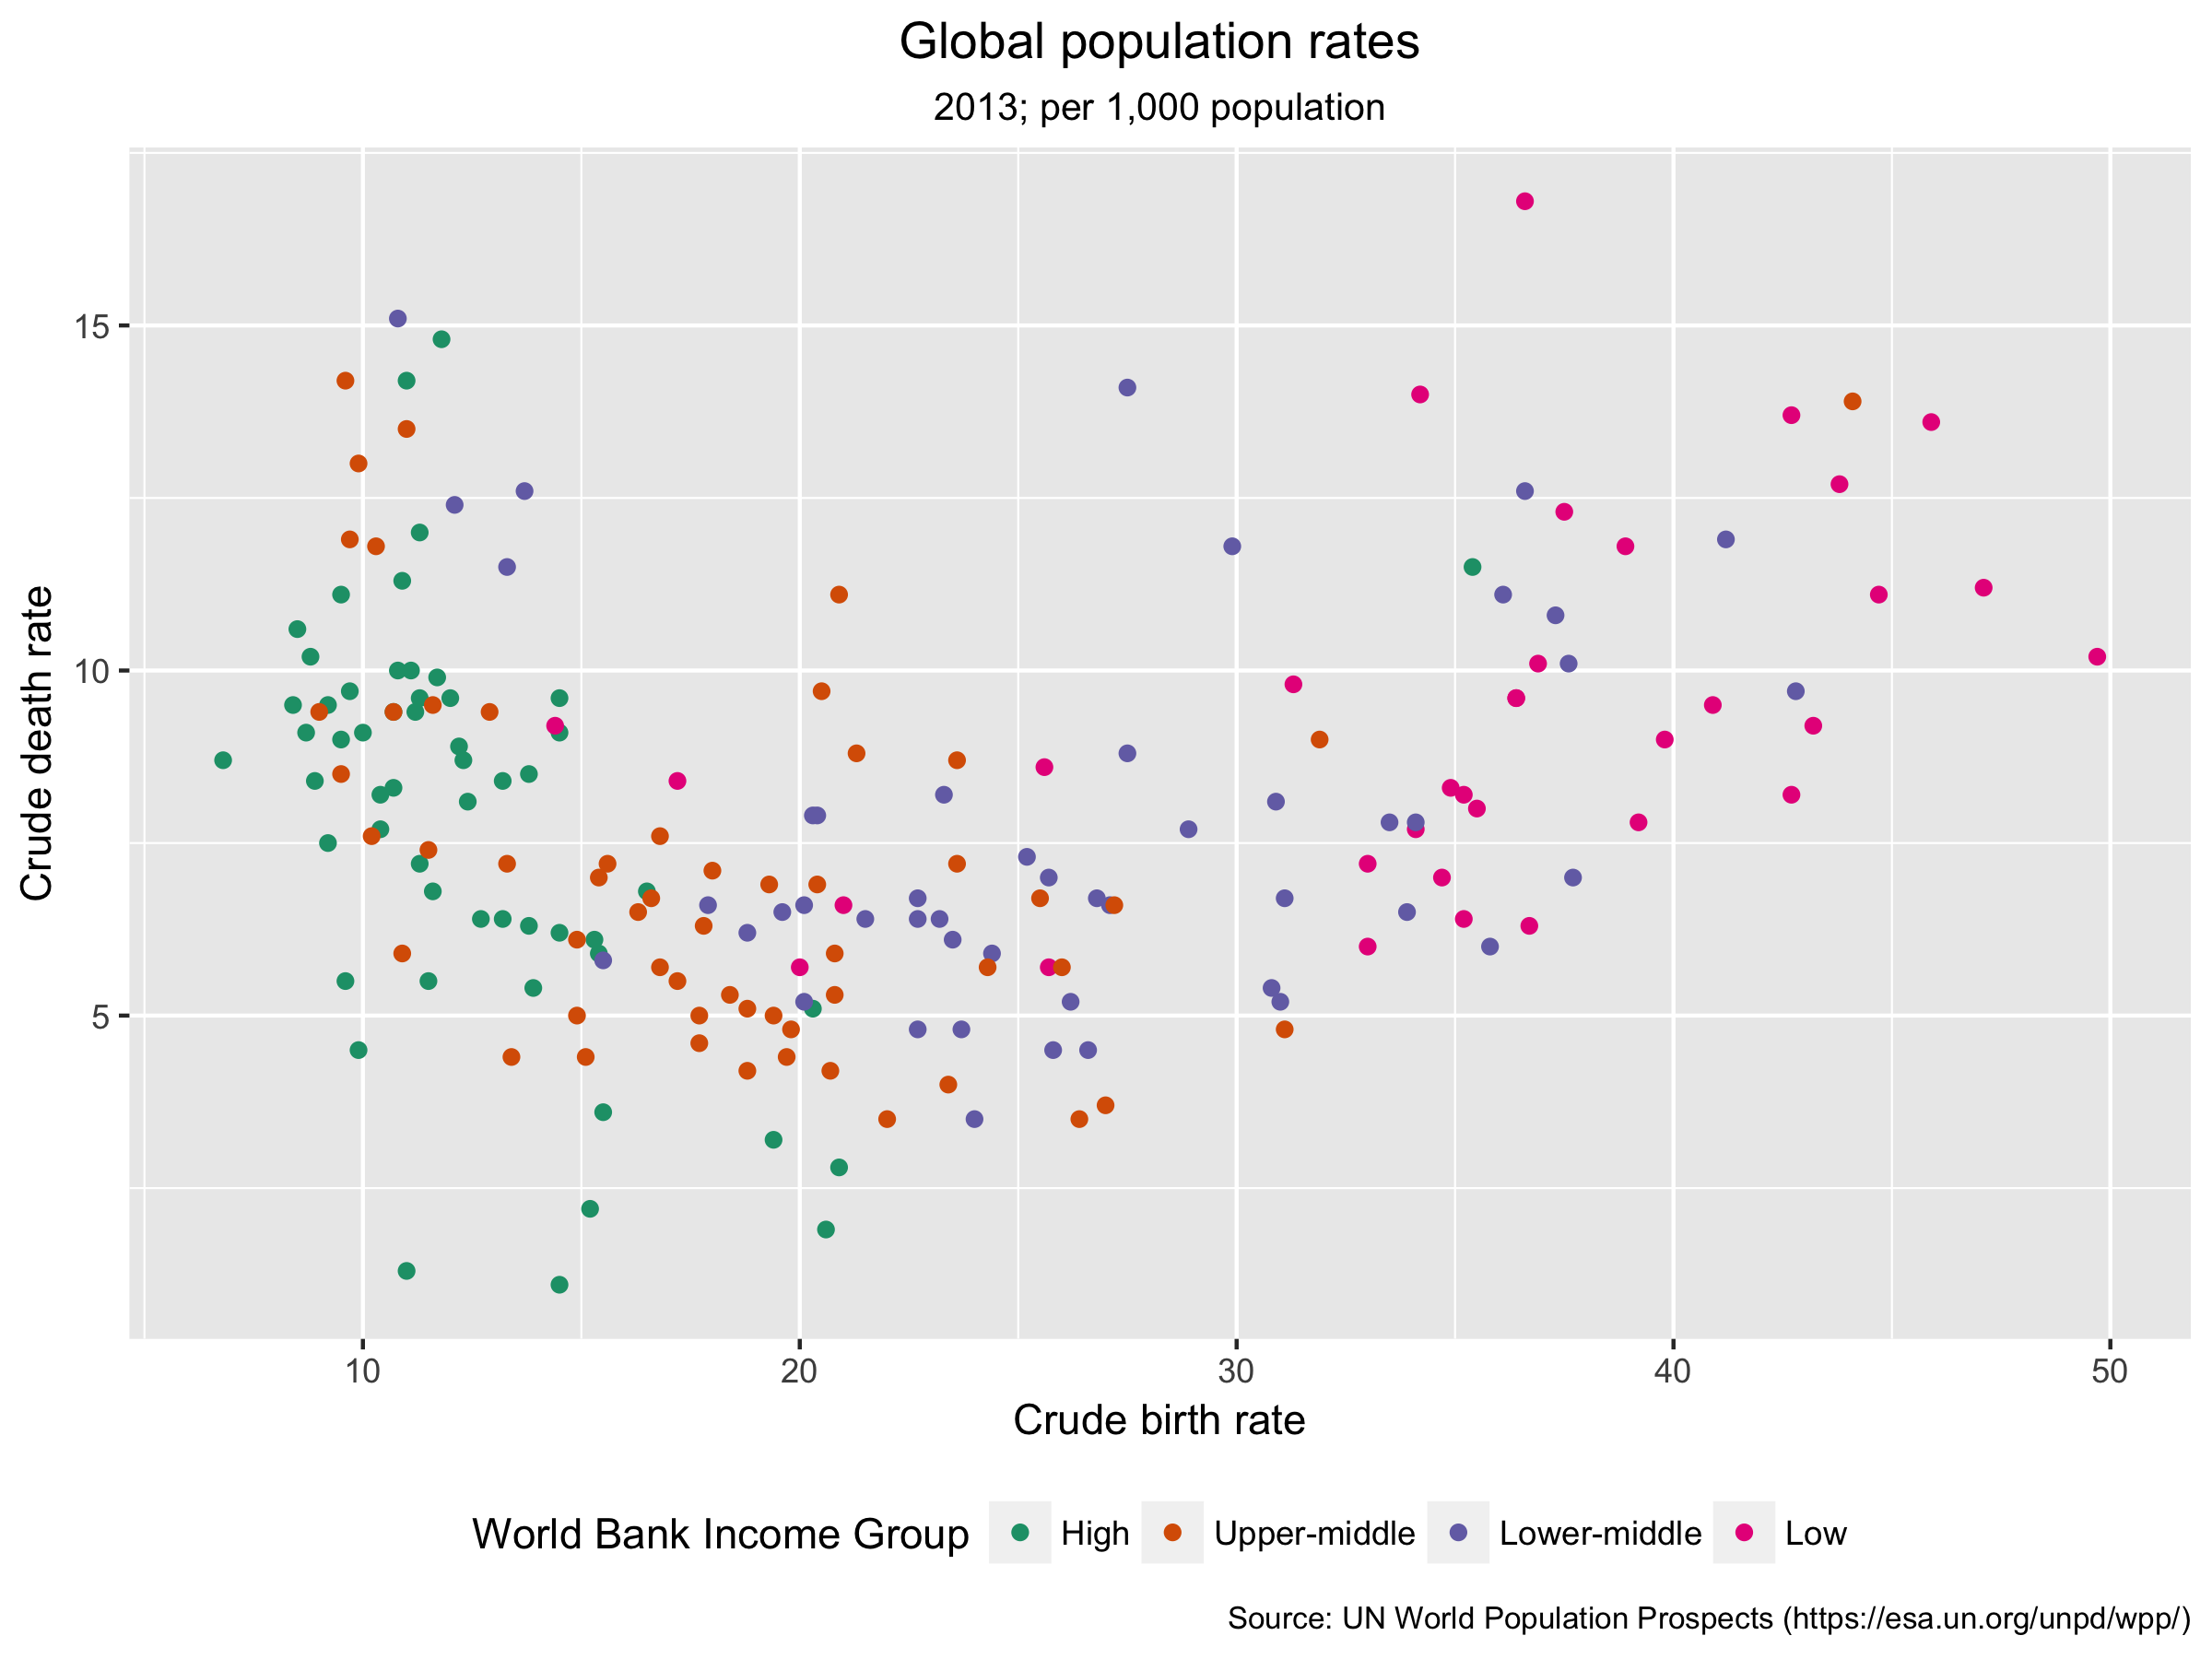 Global population rates
2013; per 1,000 population
15
10
5
Crude death rate
10 20 30 40 50
Crude birth rate
World Bank Income Group High Upper-middle Lower-middle Low
Source: UN World Population Prospects (https://esa.un.org/unpd/wpp/)